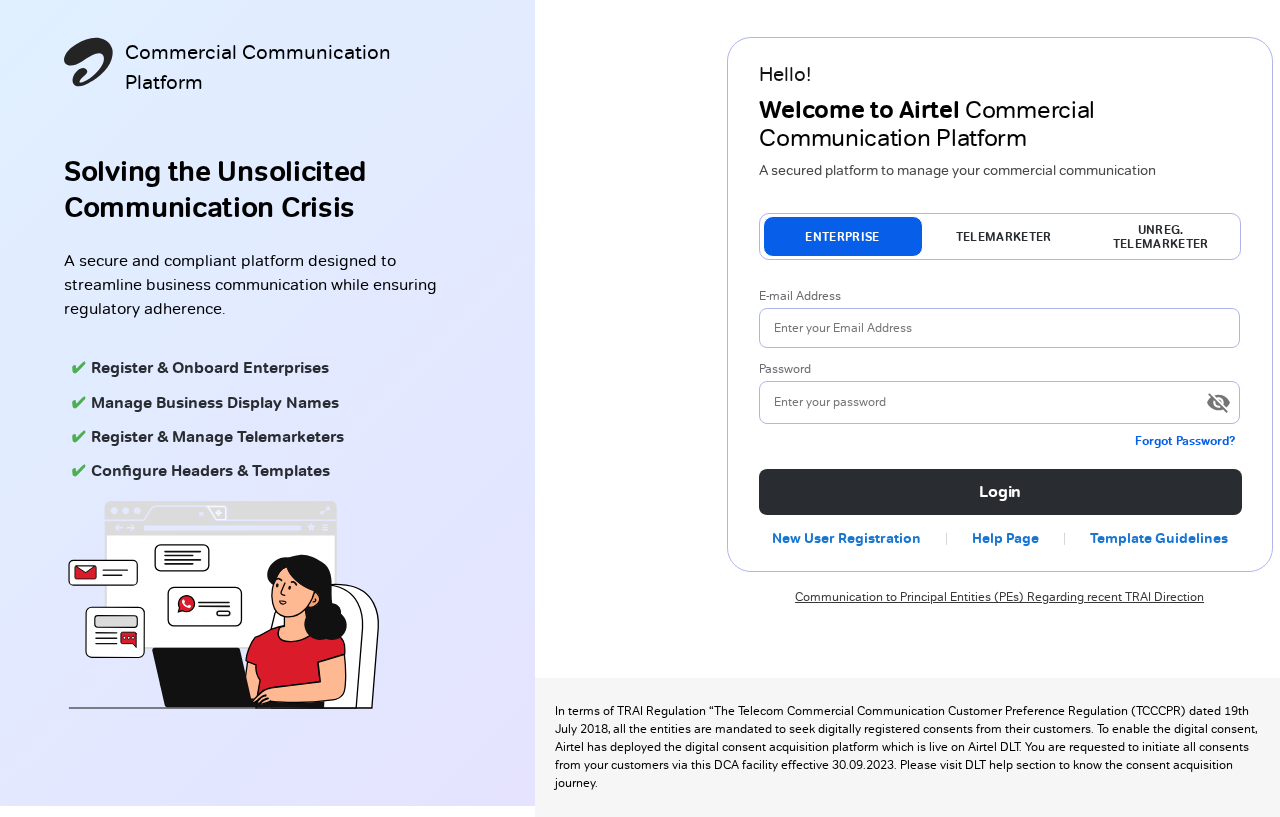 Commercial Communication
Platform
Solving the Unsolicited
Communication Crisis
A secure and compliant platform designed to
streamline business communication while ensuring
regulatory adherence.
✔ Register & Onboard Enterprises
✔ Manage Business Display Names
✔ Register & Manage Telemarketers
✔ Configure Headers & Templates
Hello!
Welcome to Airtel Commercial
Communication Platform
A secured platform to manage your commercial communication
ENTERPRISE
TELEMARKETER
UNREG.
TELEMARKETER
E-mail Address
Enter your Email Address
Password
Enter your password
Forgot Password?
Login
New User Registration
Help Page
Template Guidelines
Communication to Principal Entities (PEs) Regarding recent TRAI Direction
In terms of TRAI Regulation “The Telecom Commercial Communication Customer Preference Regulation (TCCCPR) dated 19th
July 2018, all the entities are mandated to seek digitally registered consents from their customers. To enable the digital consent,
Airtel has deployed the digital consent acquisition platform which is live on Airtel DLT. You are requested to initiate all consents
from your customers via this DCA facility effective 30.09.2023. Please visit DLT help section to know the consent acquisition
journey.